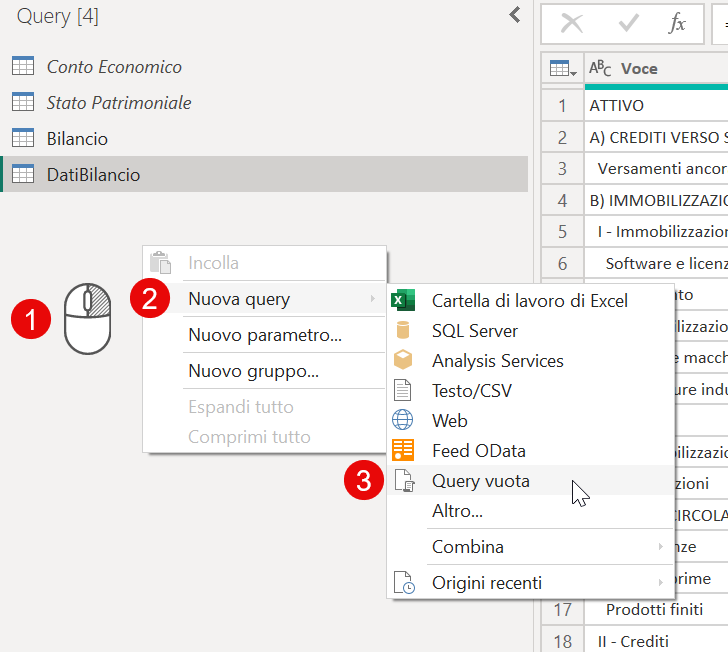 Query [4]
Conto Economico
Stato Patrimoniale
Bilancio
DatiBilancio
fx
=
ABC Voce
1 ATTIVO
2 A) CREDITI VERSO S
3 Versamenti ancor
4 B) IMMOBILIZZAZIO
5 I - Immobilizzazion
6 Software e licenz
1
2
3
Incolla
Nuova query
Nuovo parametro...
Nuovo gruppo...
Espandi tutto
Comprimi tutto
Cartella di lavoro di Excel
SQL Server
Analysis Services
Testo/CSV
Web
Feed OData
Query vuota
Altro...
Combina
Origini recenti
nto
ilizzazio
e macch
ure indu
bilizzazio
zioni
CIRCOLA
nze
prime
17 Prodotti finiti
18 II - Crediti